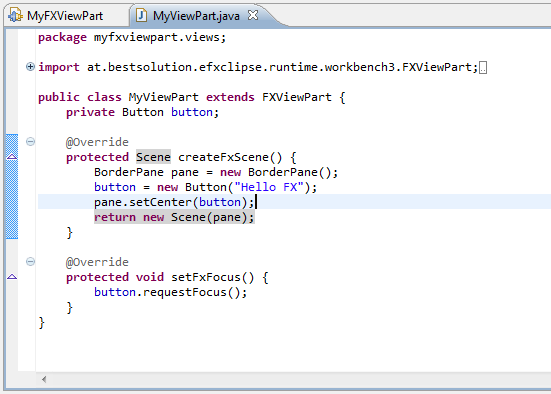 MyFXViewPart
MyViewPart.java
package myfxviewpart.views;
import at.bestsolution.efxclipse.runtime.workbench3.FXViewPart;
public class MyViewPart extends FXViewPart {
private Button button;
@Override
protected Scene createFxScene() {
BorderPane pane = new BorderPane();
button = new Button("Hello FX");
pane.setCenter(button);
return new Scene(pane);
}
@Override
protected void setFxFocus() {
button.requestFocus();
}
}